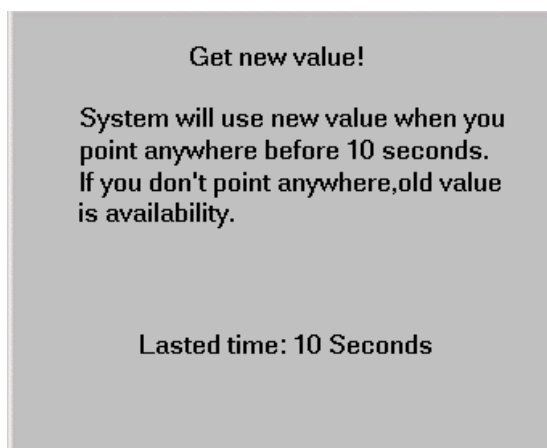 Get new value!
System will use new value when you
point anywhere before 10 seconds.
If you don't point anywhere,old value
is availability.
Lasted time: 10 Seconds